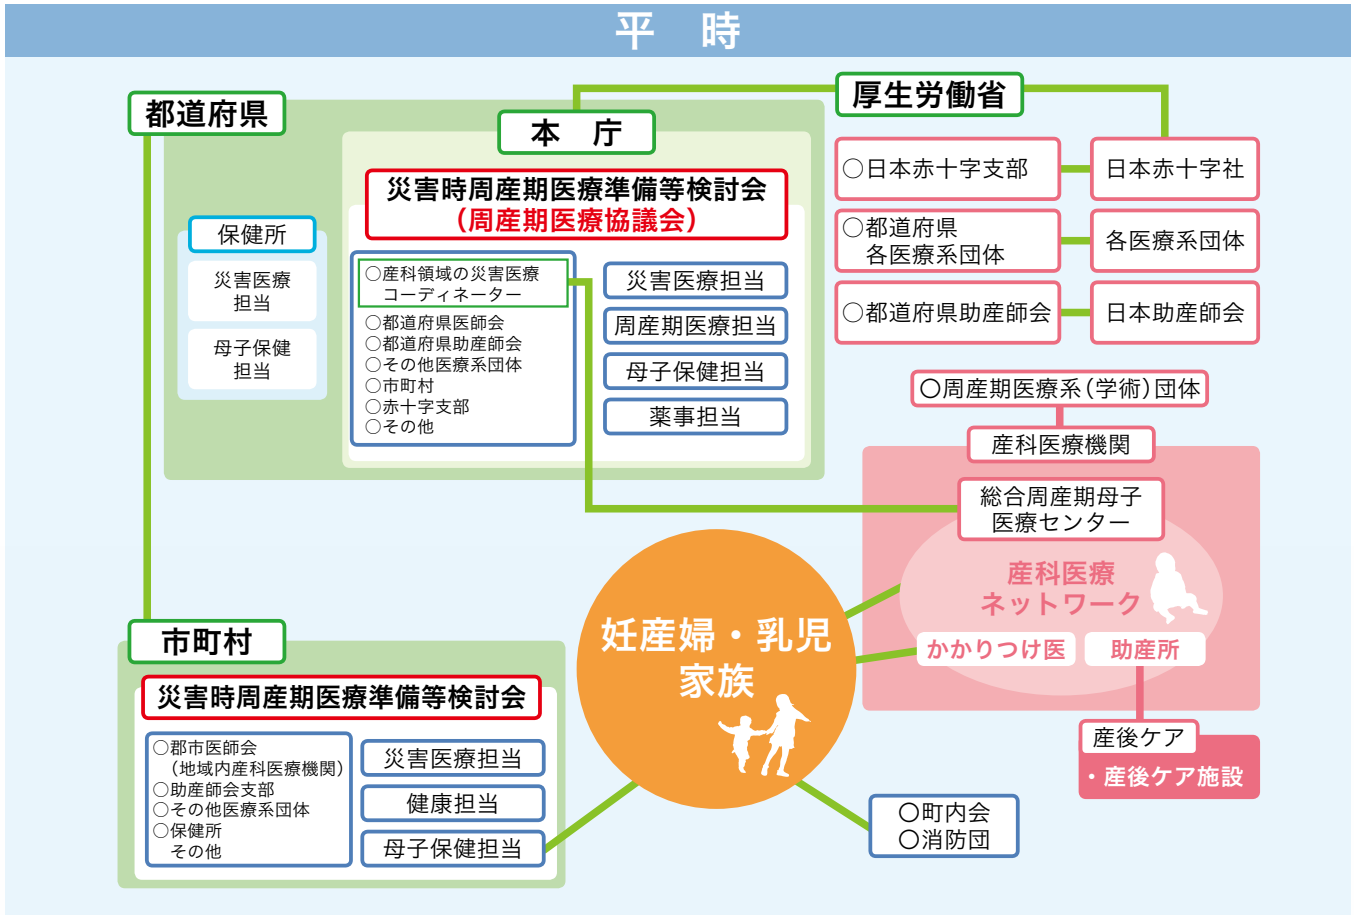 平　時
都道府県
本　庁
厚生労働省
災害時周産期医療準備等検討会
（周産期医療協議会）
保健所
災害医療
担当
母子保健
担当
○産科領域の災害医療
コーディネーター
○都道府県医師会
○都道府県助産師会
○その他医療系団体
○市町村
○赤十字支部
○その他
災害医療担当
周産期医療担当
母子保健担当
薬事担当
○日本赤十字支部
日本赤十字社
○都道府県
各医療系団体
各医療系団体
○都道府県助産師会
日本助産師会
○周産期医療系（学術）団体
産科医療機関
総合周産期母子
医療センター
産科医療
ネットワーク
かかりつけ医
助産所
産後ケア
・産後ケア施設
妊産婦・乳児
家族
市町村
災害時周産期医療準備等検討会
○郡市医師会
（地域内産科医療機関）
○助産師会支部
○その他医療系団体
○保健所
その他
災害医療担当
健康担当
母子保健担当
○町内会
○消防団